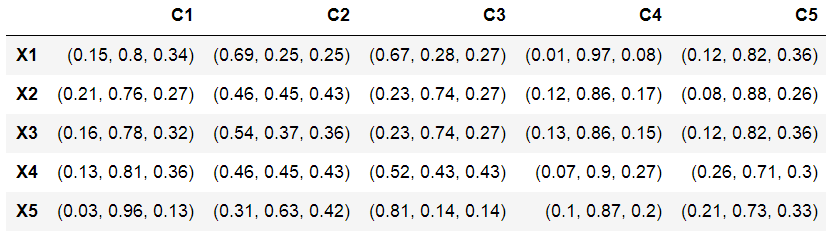 C1 C2 C3 C4 C5
X1 (0.15, 0.8, 0.34) (0.69, 0.25, 0.25) (0.67, 0.28, 0.27) (0.01, 0.97, 0.08) (0.12, 0.82, 0.36)
X2 (0.21, 0.76, 0.27) (0.46, 0.45, 0.43) (0.23, 0.74, 0.27) (0.12, 0.86, 0.17) (0.08, 0.88, 0.26)
X3 (0.16, 0.78, 0.32) (0.54, 0.37, 0.36) (0.23, 0.74, 0.27) (0.13, 0.86, 0.15) (0.12, 0.82, 0.36)
X4 (0.13, 0.81, 0.36) (0.46, 0.45, 0.43) (0.52, 0.43, 0.43) (0.07, 0.9, 0.27) (0.26, 0.71, 0.3)
X5 (0.03, 0.96, 0.13) (0.31, 0.63, 0.42) (0.81, 0.14, 0.14) (0.1, 0.87, 0.2) (0.21, 0.73, 0.33)